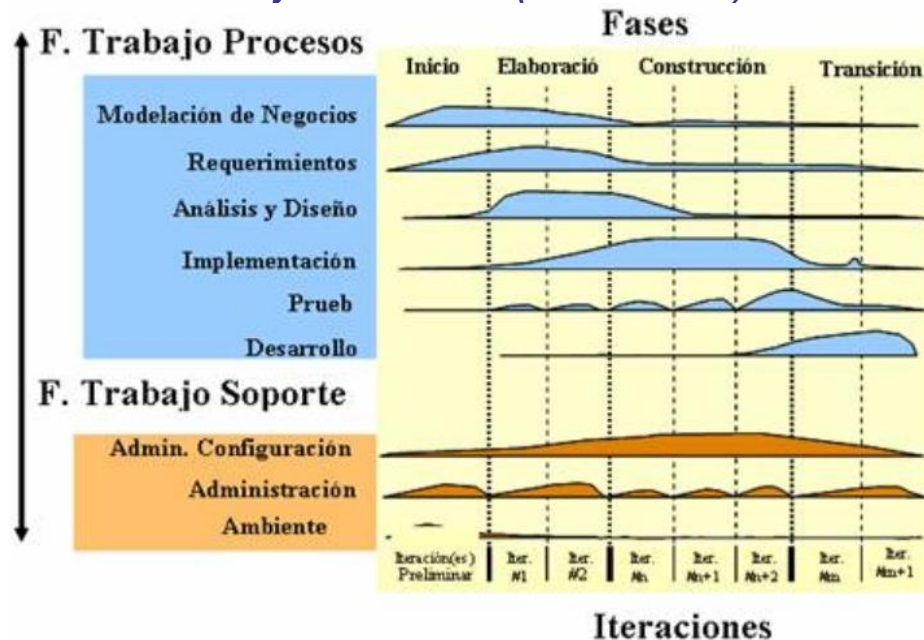 Fases
F. Trabajo Procesos
Inicio Elaboració Construcción Transición
Modelación de Negocios
Requerimientos
Análisis y Diseño
Implementación
Prueb
Desarrollo
F. Trabajo Soporte
Admin. Configuración
Administración
Ambiente
Iteración(es) Preliminar
Iter. #1
Iter. #2
Iter. #n
Iter. #n+1
Iter. #n+2
Iter. #m
Iter. #m+1
Iteraciones